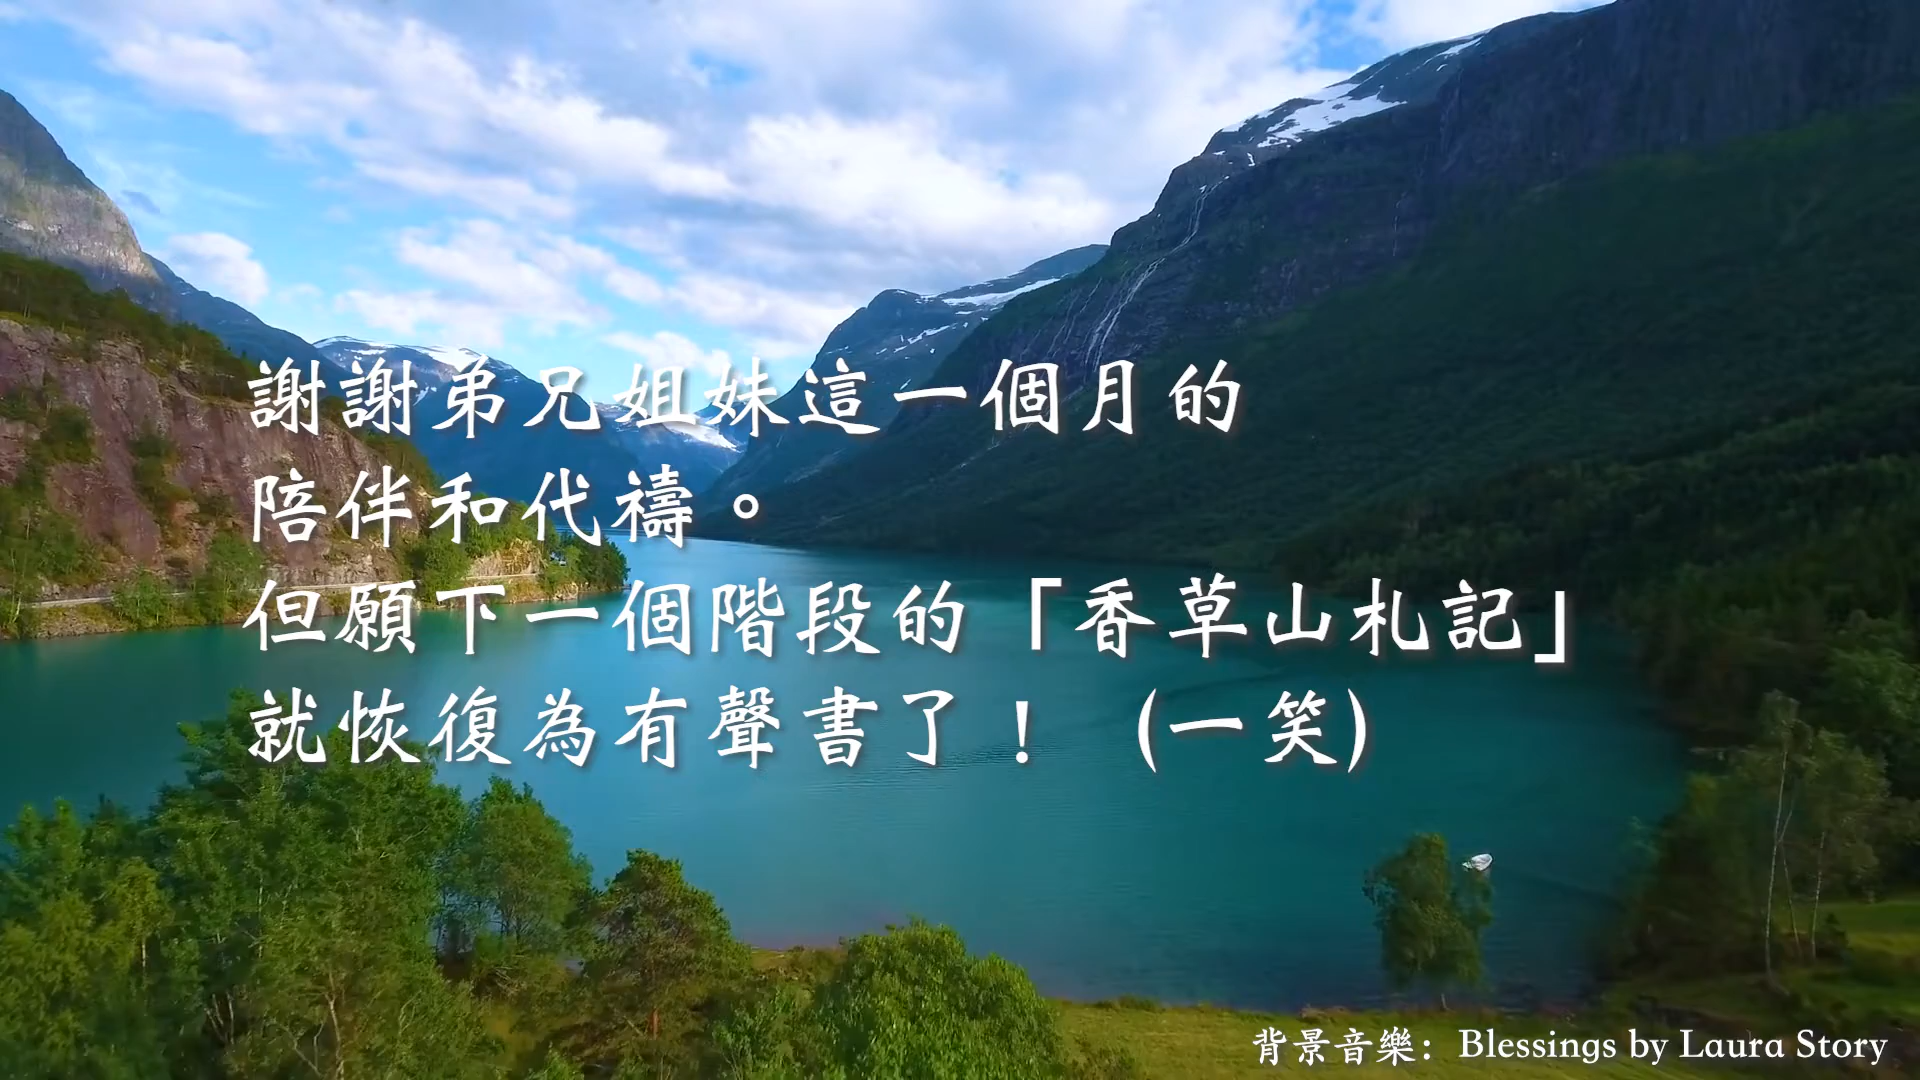 謝謝弟兄姐妹這一個月的
陪伴和代禱。
但願下一個階段的「香草山札記」
就恢復為有聲書了！（一笑）
背景音樂：Blessings by Laura Story